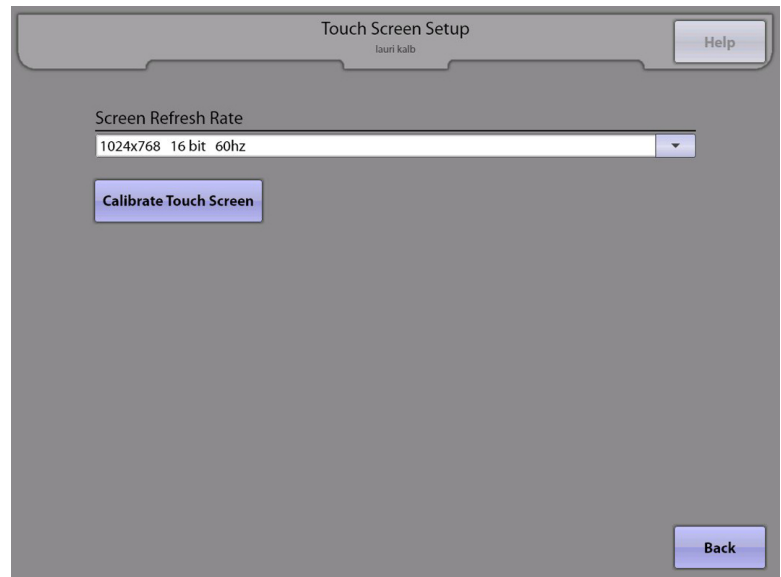 Touch Screen Setup
lauri kalb
Help
Screen Refresh Rate
1024x768 16 bit 60hz
Calibrate Touch Screen
Back